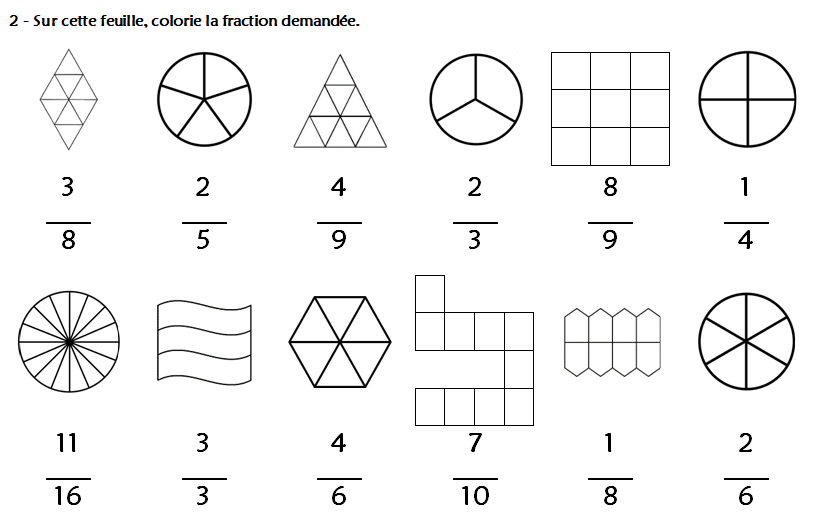 2 - Sur cette feuille, colorie la fraction demandée.
3 2 4 2 8 1
8 5 9 3 9 4
11 3 4 7 1 2
16 3 6 10 8 6